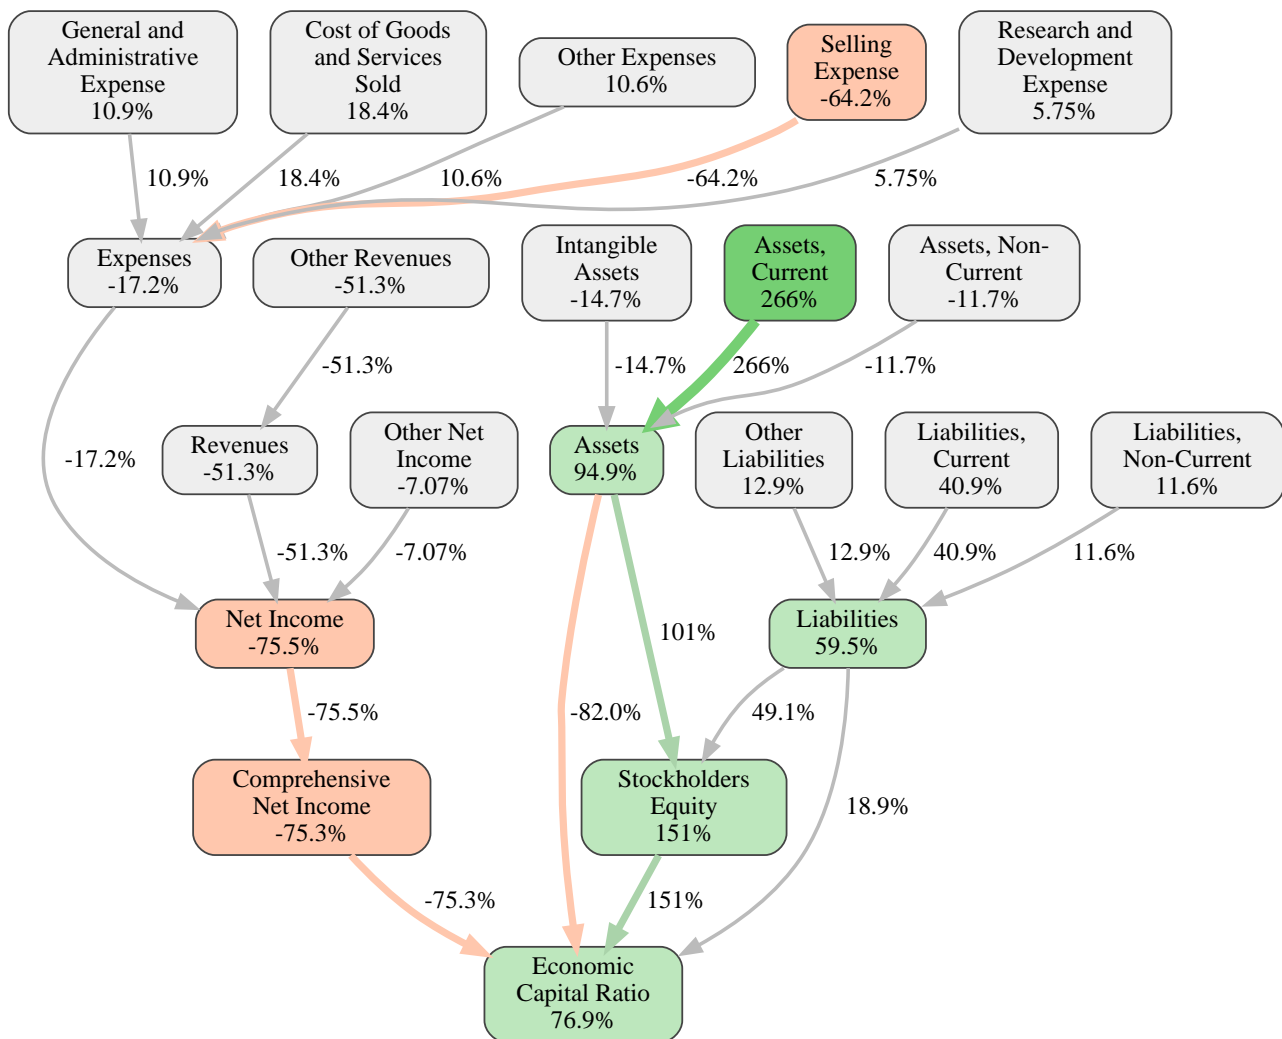 General and
Administrative
Expense
10.9%
Cost of Goods
and Services
Sold
18.4%
Other Expenses
10.6%
Selling
Expense
-64.2%
Research and
Development
Expense
5.75%
10.9%
18.4%
10.6%
-64.2%
5.75%
Expenses
-17.2%
Other Revenues
-51.3%
Intangible
Assets
-14.7%
Assets,
Current
266%
Assets, Non-
Current
-11.7%
-51.3%
-14.7%
266%
-11.7%
-17.2%
Revenues
-51.3%
Other Net
Income
-7.07%
Assets
94.9%
Other
Liabilities
12.9%
Liabilities,
Current
40.9%
Liabilities,
Non-Current
11.6%
-51.3%
-7.07%
12.9%
40.9%
11.6%
Net Income
-75.5%
101%
Liabilities
59.5%
-75.5%
-82.0%
49.1%
Comprehensive
Net Income
-75.3%
Stockholders
Equity
151%
18.9%
-75.3%
151%
Economic
Capital Ratio
76.9%